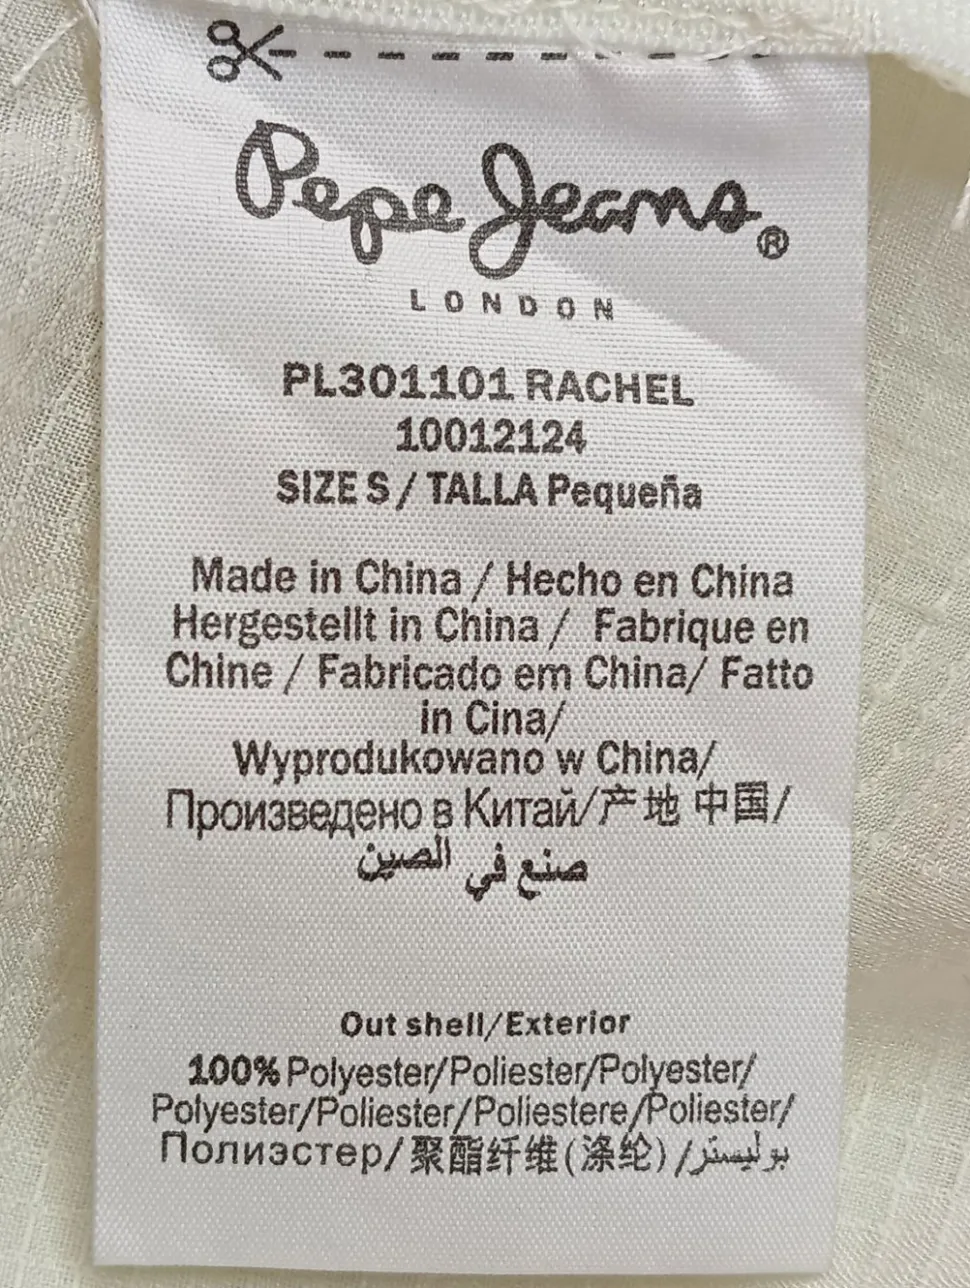 Pepe Jeans®
LONDON
PL301101 RACHEL
10012124
SIZE S / TALLA Pequeña
Made in China / Hecho en China
Hergestellt in China / Fabrique en
Chine / Fabricado em China/ Fatto
in Cina/
Wyprodukowano w China/
Произведено в Китай/产地 中国/
صنع في الصين
Out shell/Exterior
100% Polyester/Poliester/Polyester/
Polyester/Poliester/Poliestere/Poliester/
Полиэстер/聚酯纤维(涤纶)/بوليستر